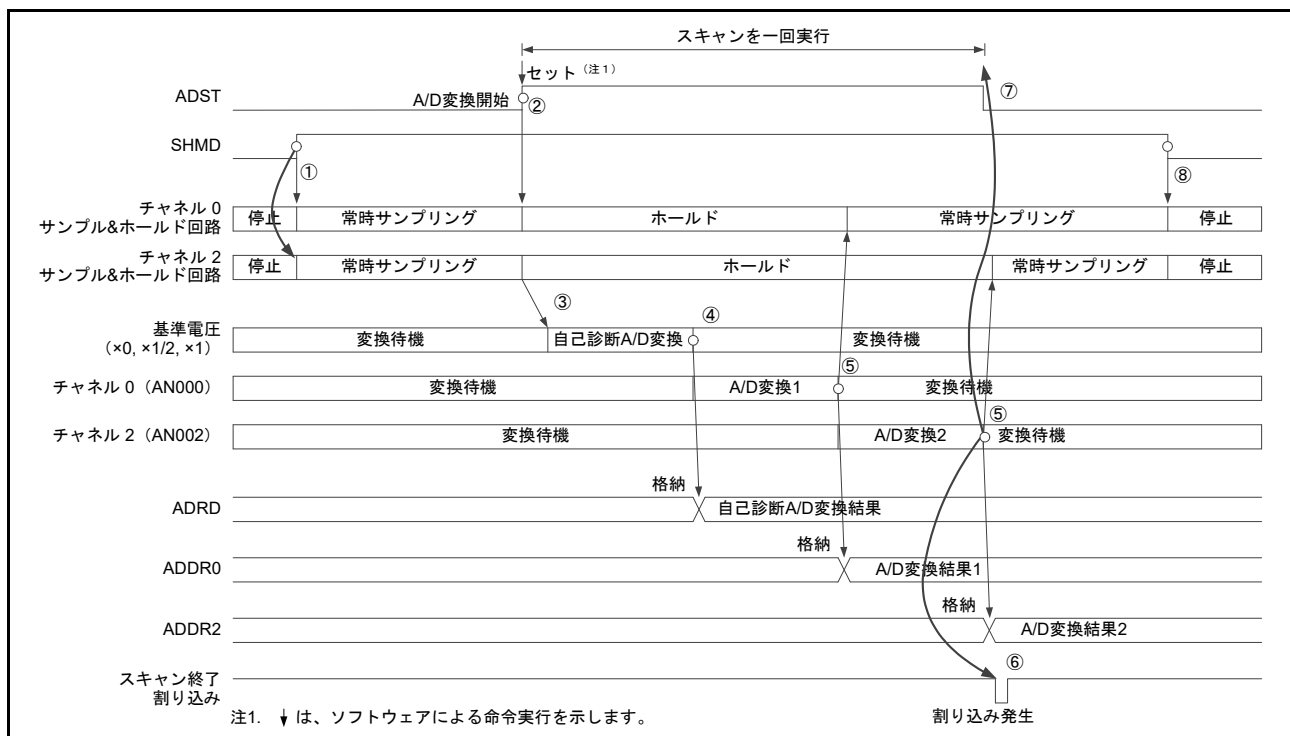 スキャンを一回実行
セット（注1）
ADST
A/D変換開始
②
⑦
SHMD
①
⑧
チャネル 0
サンプル&ホールド回路
停止
常時サンプリング
ホールド
常時サンプリング
停止
チャネル 2
サンプル&ホールド回路
停止
常時サンプリング
ホールド
常時サンプリング
停止
③
④
基準電圧
（×0, ×1/2, ×1）
変換待機
自己診断A/D変換
変換待機
チャネル 0（AN000）
変換待機
A/D変換1
⑤
変換待機
チャネル 2（AN002）
変換待機
A/D変換2
⑤
変換待機
格納
ADRD
自己診断A/D変換結果
格納
ADDR0
A/D変換結果1
格納
ADDR2
A/D変換結果2
スキャン終了
割り込み
⑥
注1. ↓ は、ソフトウェアによる命令実行を示します。
割り込み発生